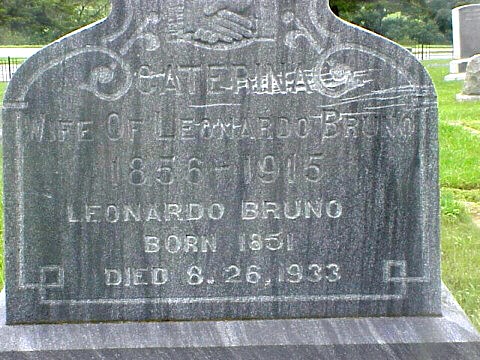 CATERINA
WIFE OF LEONARDO BRUNO
1856-1915
LEONARDO BRUNO
BORN 1851
DIED 8.26,1933